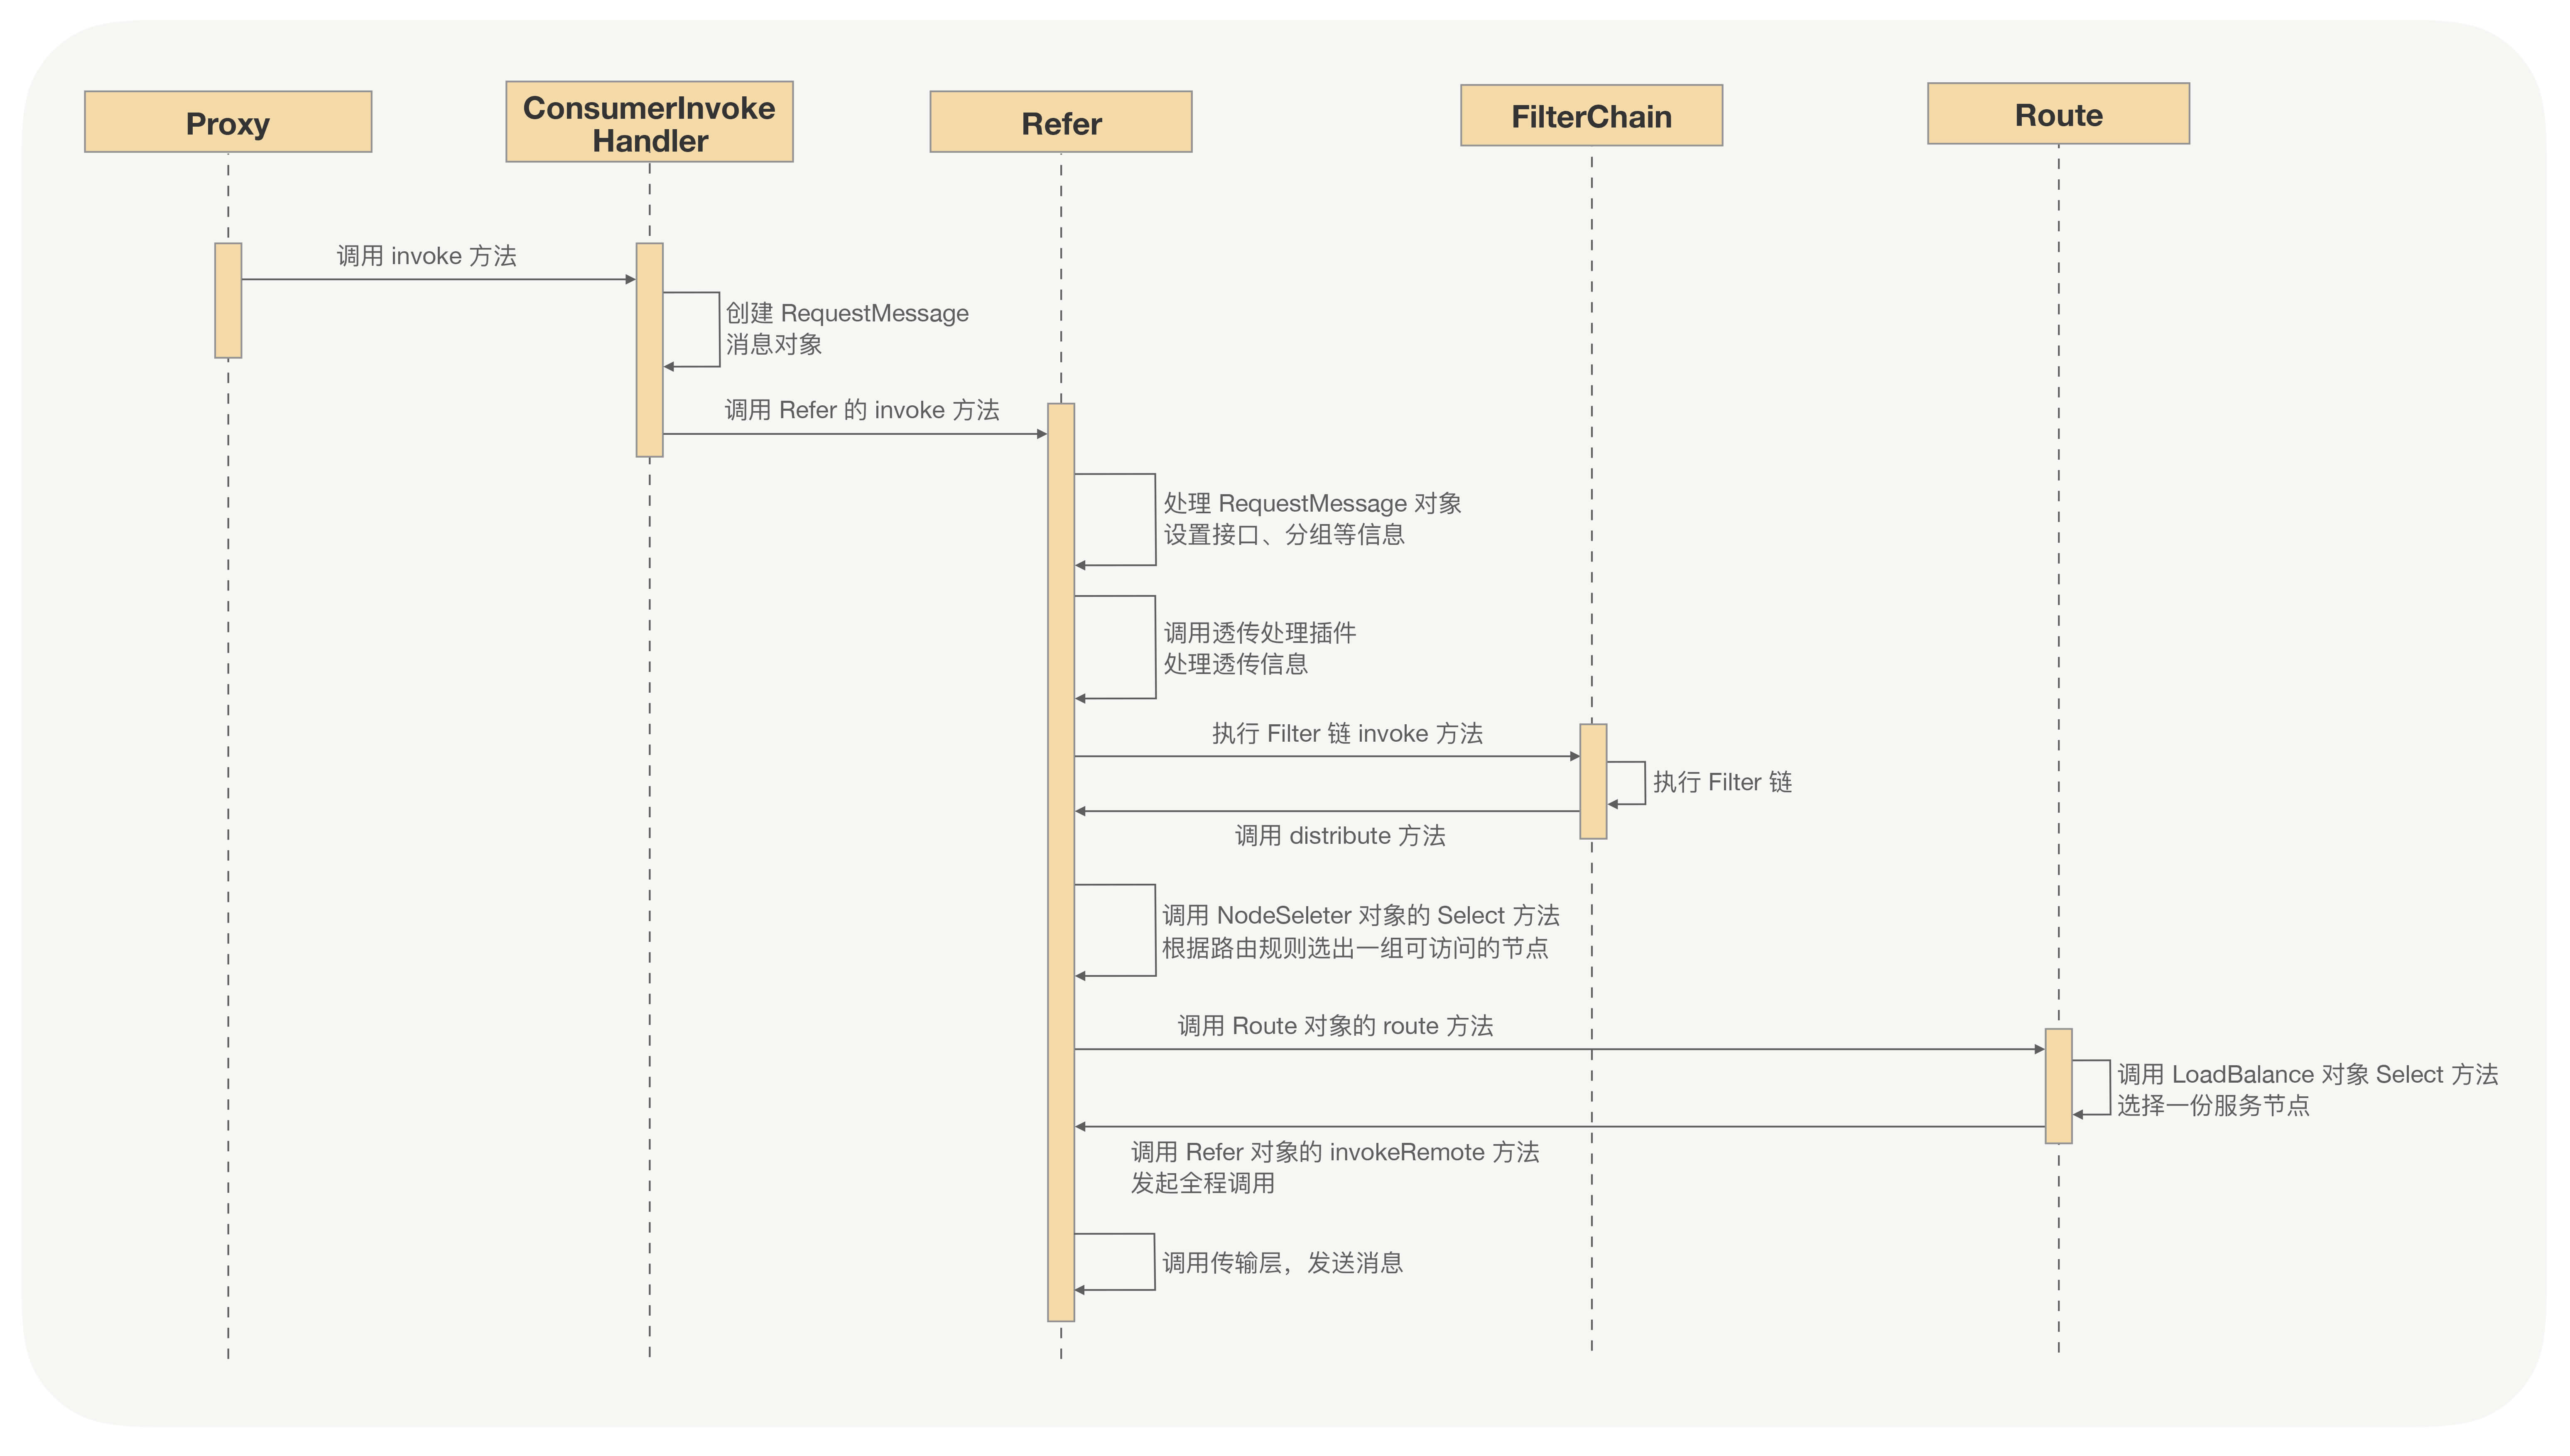 Proxy
ConsumerInvoke
Handler
Refer
FilterChain
Route
调用 invoke 方法
创建 RequestMessage
消息对象
调用 Refer 的 invoke 方法
处理 RequestMessage 对象
设置接口、分组等信息
调用透传处理插件
处理透传信息
执行 Filter 链 invoke 方法
执行 Filter 链
调用 distribute 方法
调用 NodeSeleter 对象的 Select 方法
根据路由规则选出一组可访问的节点
调用 Route 对象的 route 方法
调用 LoadBalance 对象 Select 方法
选择一份服务节点
调用 Refer 对象的 invokeRemote 方法
发起全程调用
调用传输层，发送消息